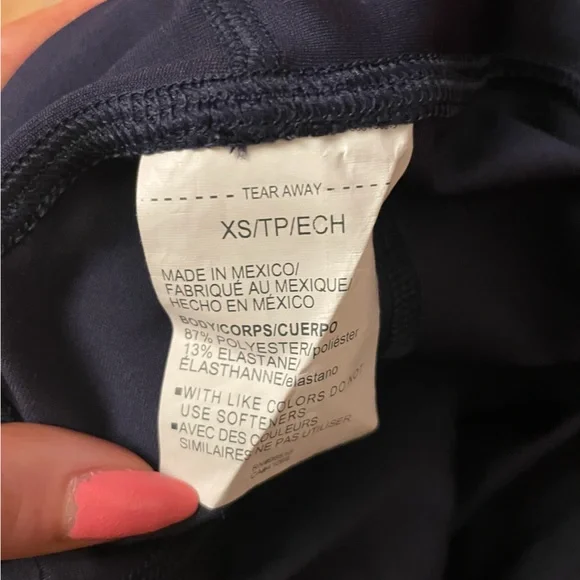 TEAR AWAY
XS/TP/ECH
MADE IN MEXICO/
FABRIQUÉ AU MEXIQUE/
HECHO EN MÉXICO
BODY/CORPS/CUERPO
87% POLYESTER/poliéster
13% ELASTANE/
ÉLASTHANNE/elastano
▪WITH LIKE COLORS DO NOT
USE SOFTENERS
▪AVEC DES COULEURS
SIMILAIRES NE PAS UTILISER